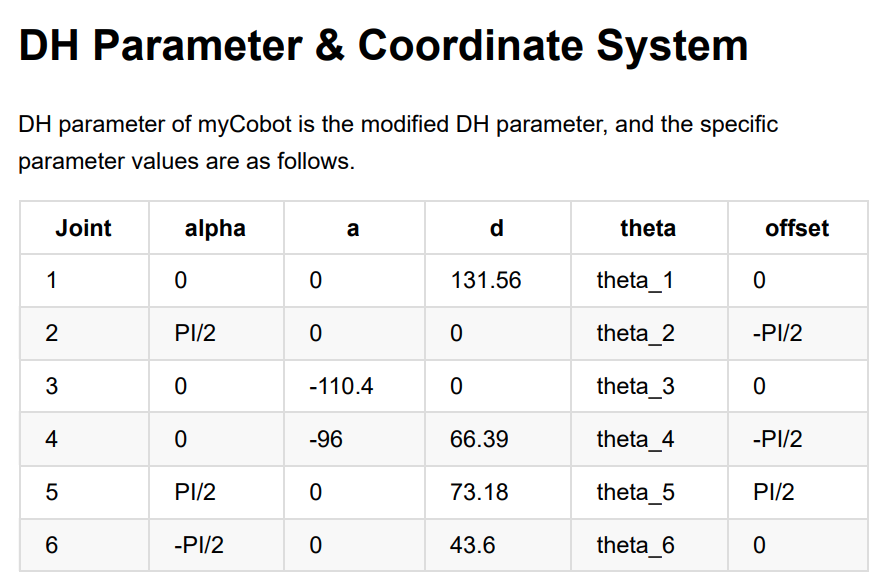 DH Parameter & Coordinate System
DH parameter of myCobot is the modified DH parameter, and the specific
parameter values are as follows.
Joint alpha a d theta offset
1 0 0 131.56 theta_1 0
2 PI/2 0 0 theta_2 -PI/2
3 0 -110.4 0 theta_3 0
4 0 -96 66.39 theta_4 -PI/2
5 PI/2 0 73.18 theta_5 PI/2
6 -PI/2 0 43.6 theta_6 0